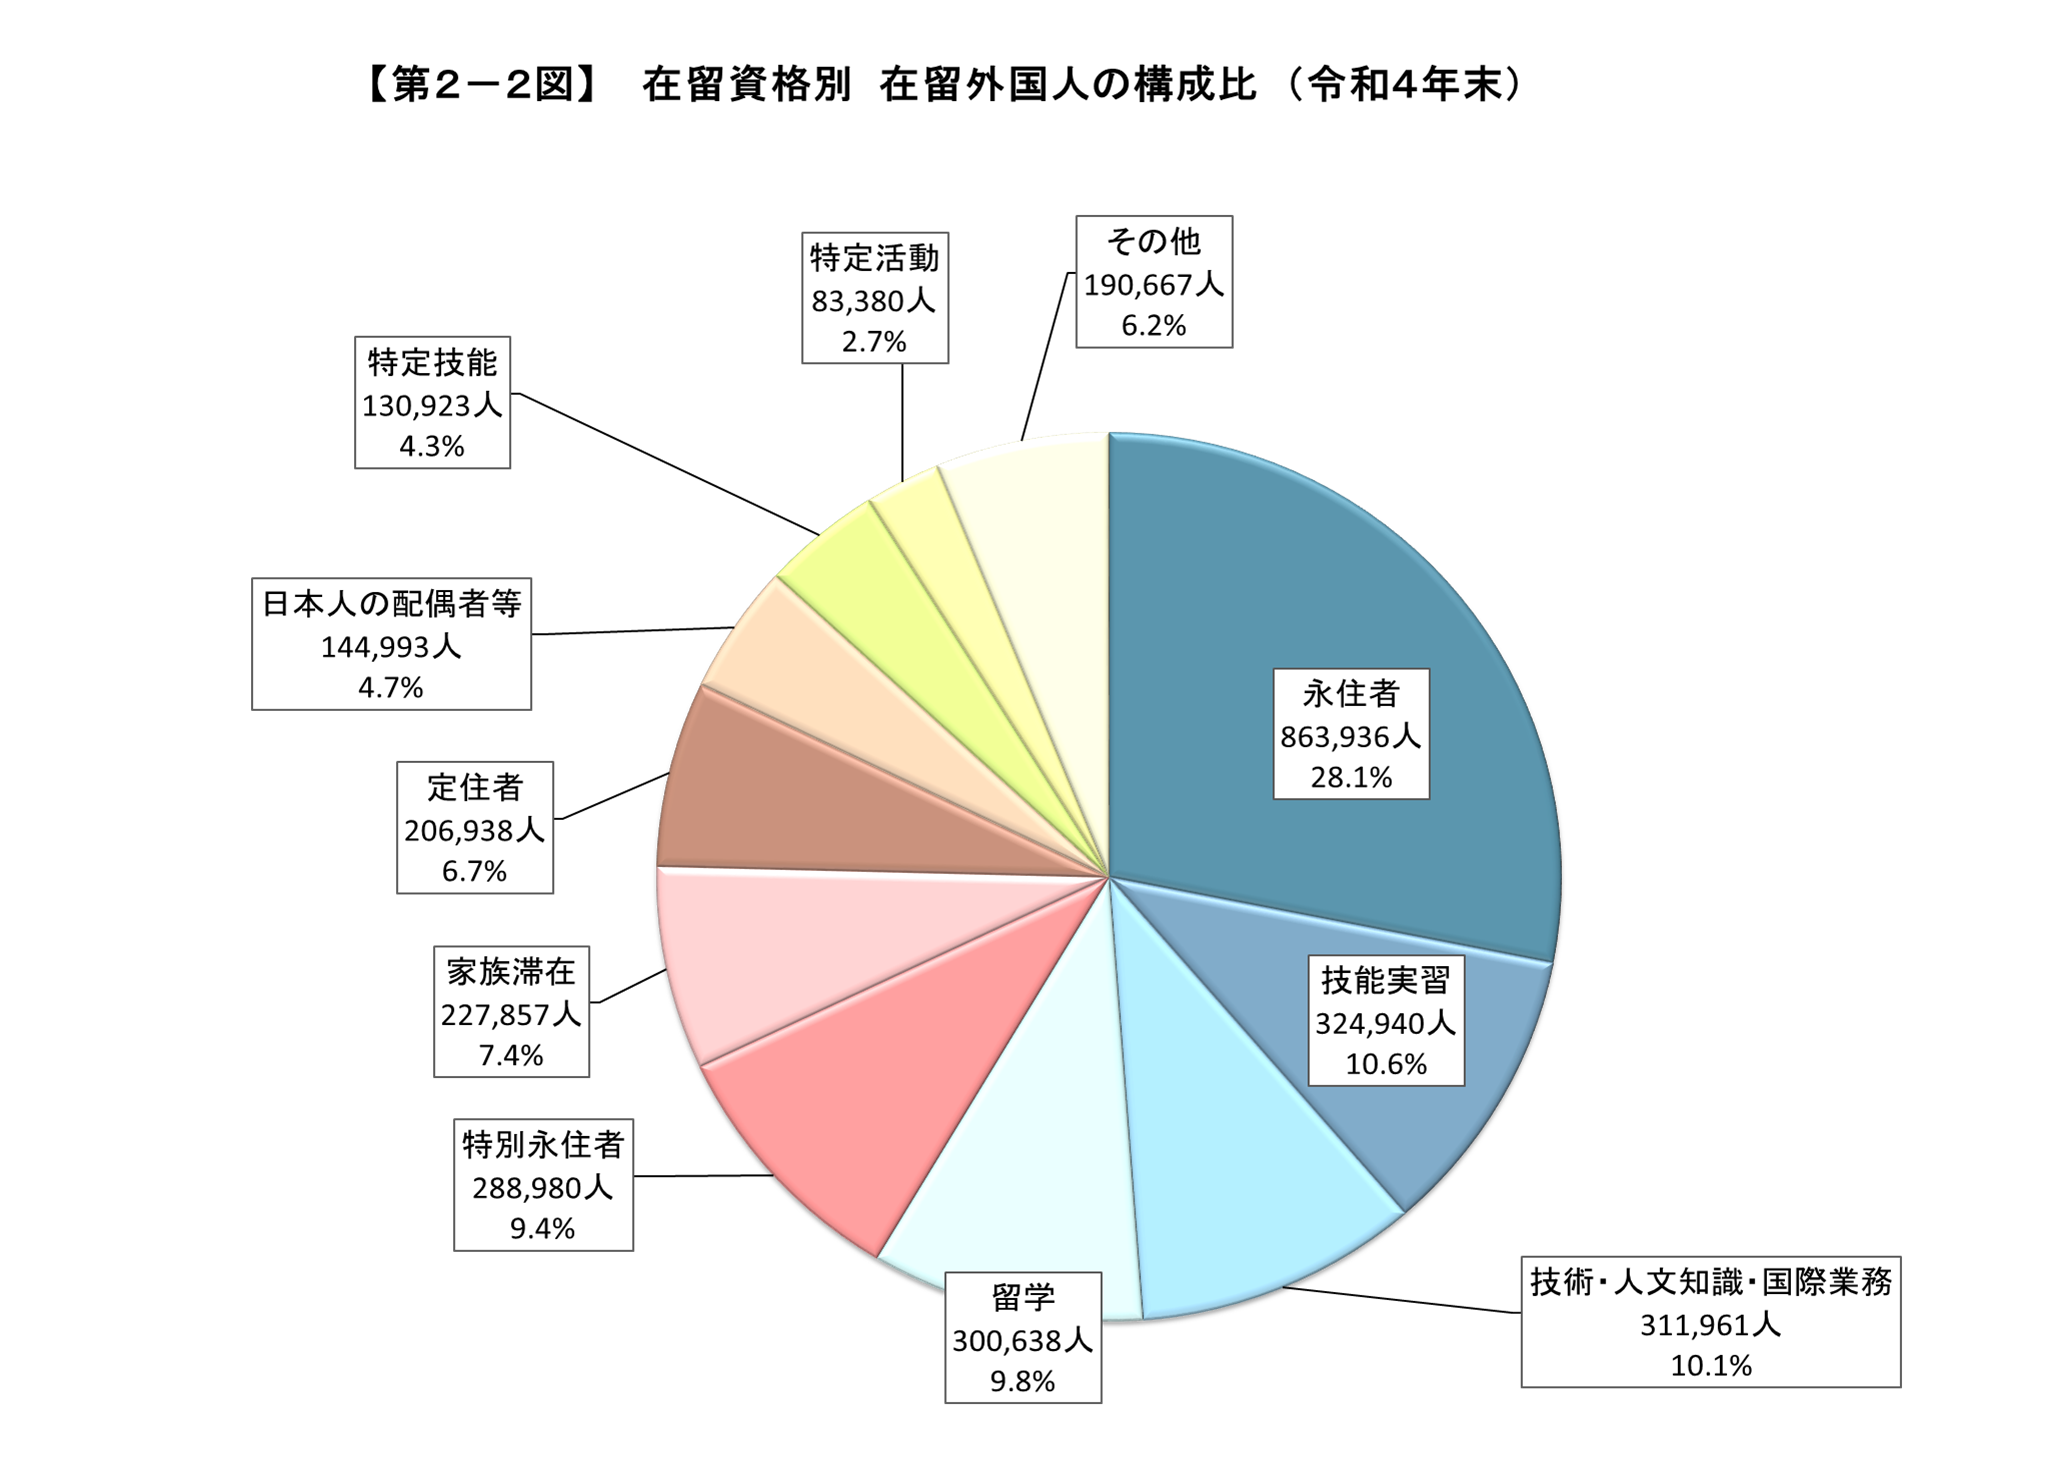 【第２－２図】 在留資格別 在留外国人の構成比（令和４年末）
その他
190,667人
6.2%
特定活動
83,380人
2.7%
特定技能
130,923人
4.3%
日本人の配偶者等
144,993人
4.7%
定住者
206,938人
6.7%
家族滞在
227,857人
7.4%
特別永住者
288,980人
9.4%
留学
300,638人
9.8%
技術・人文知識・国際業務
311,961人
10.1%
技能実習
324,940人
10.6%
永住者
863,936人
28.1%